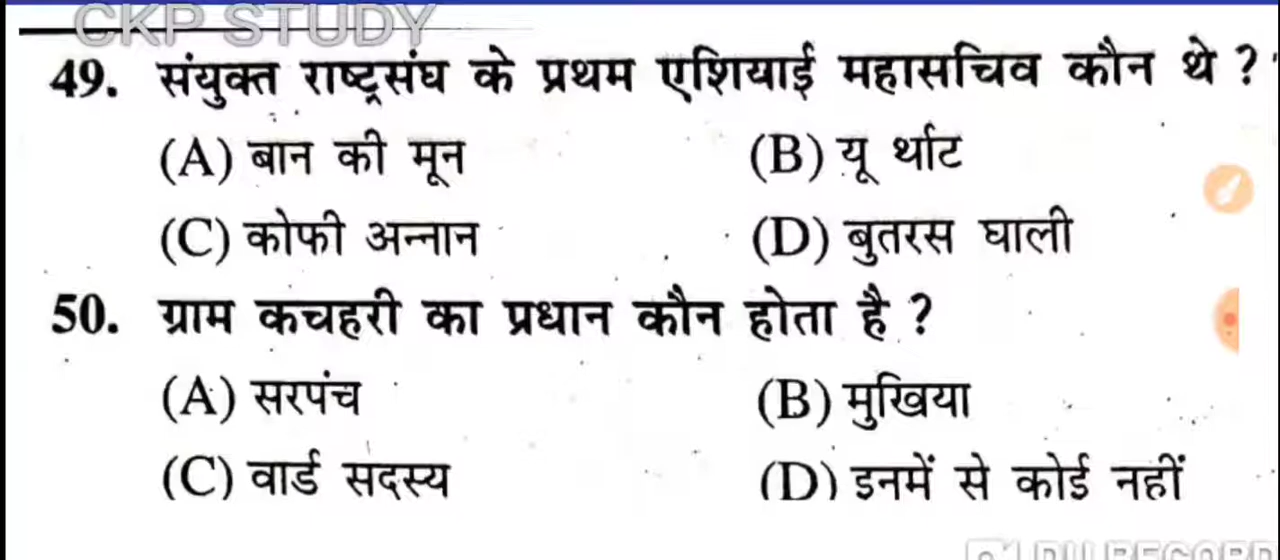 CKP STUDY
49. संयुक्त राष्ट्रसंघ के प्रथम एशियाई महासचिव कौन थे ?
(A) बान की मून (B) यू थांट
(C) कोफी अन्नान (D) बुतरस घाली
50. ग्राम कचहरी का प्रधान कौन होता है ?
(A) सरपंच (B) मुखिया
(C) वार्ड सदस्य (D) इनमें से कोई नहीं